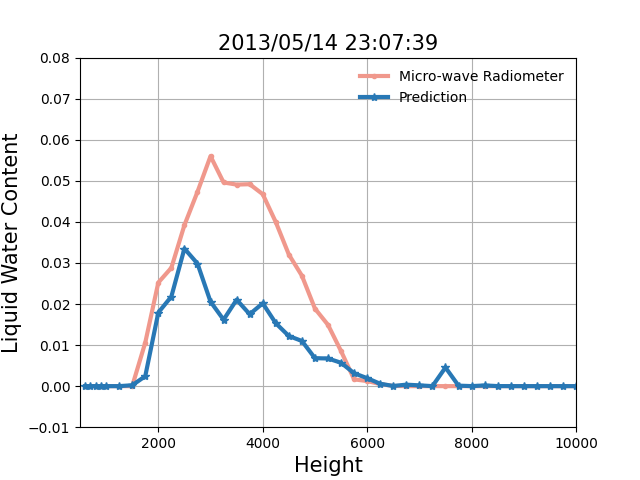 2013/05/14 23:07:39
Micro-wave Radiometer
Prediction
Liquid Water Content
0.08
0.07
0.06
0.05
0.04
0.03
0.02
0.01
0.00
−0.01
2000 4000 6000 8000 10000
Height